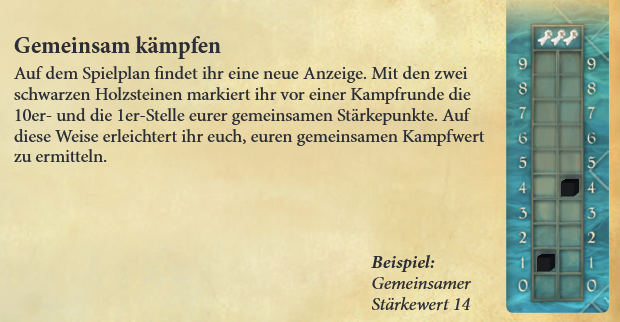 Gemeinsam kämpfen
Auf dem Spielplan findet ihr eine neue Anzeige. Mit den zwei
schwarzen Holzsteinen markiert ihr vor einer Kampfrunde die
10er- und die 1er-Stelle eurer gemeinsamen Stärkepunkte. Auf
diese Weise erleichtert ihr euch, euren gemeinsamen Kampfwert
zu ermitteln.
Beispiel:
Gemeinsamer
Stärkewert 14
9 9
8 8
7 7
6 6
5 5
4 4
3 3
2 2
1 1
0 0